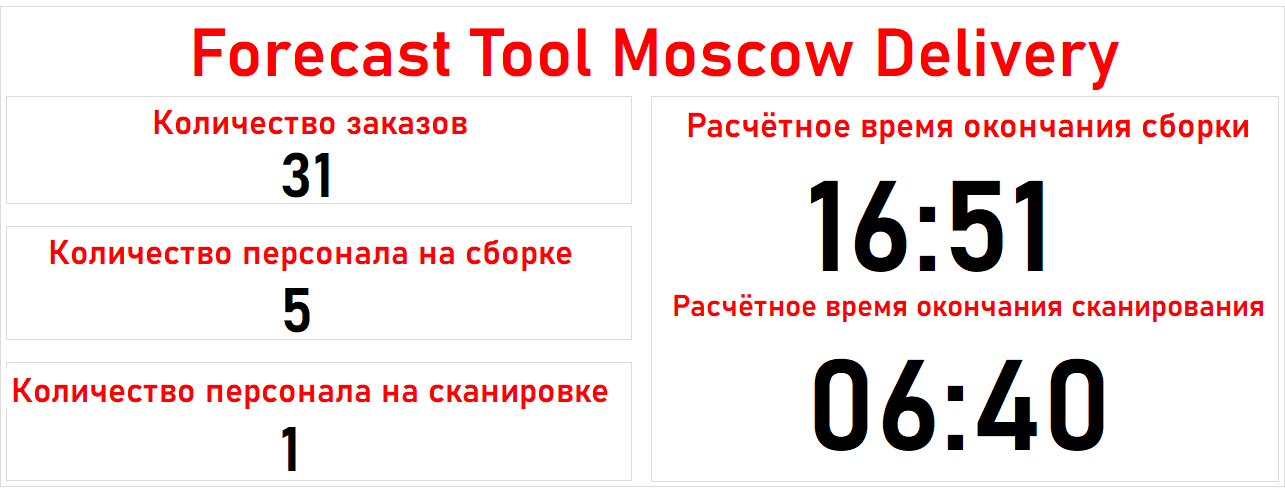 Forecast Tool Moscow Delivery
Количество заказов
31
Количество персонала на сборке
5
Количество персонала на сканировке
1
Расчётное время окончания сборки
16:51
Расчётное время окончания сканирования
06:40